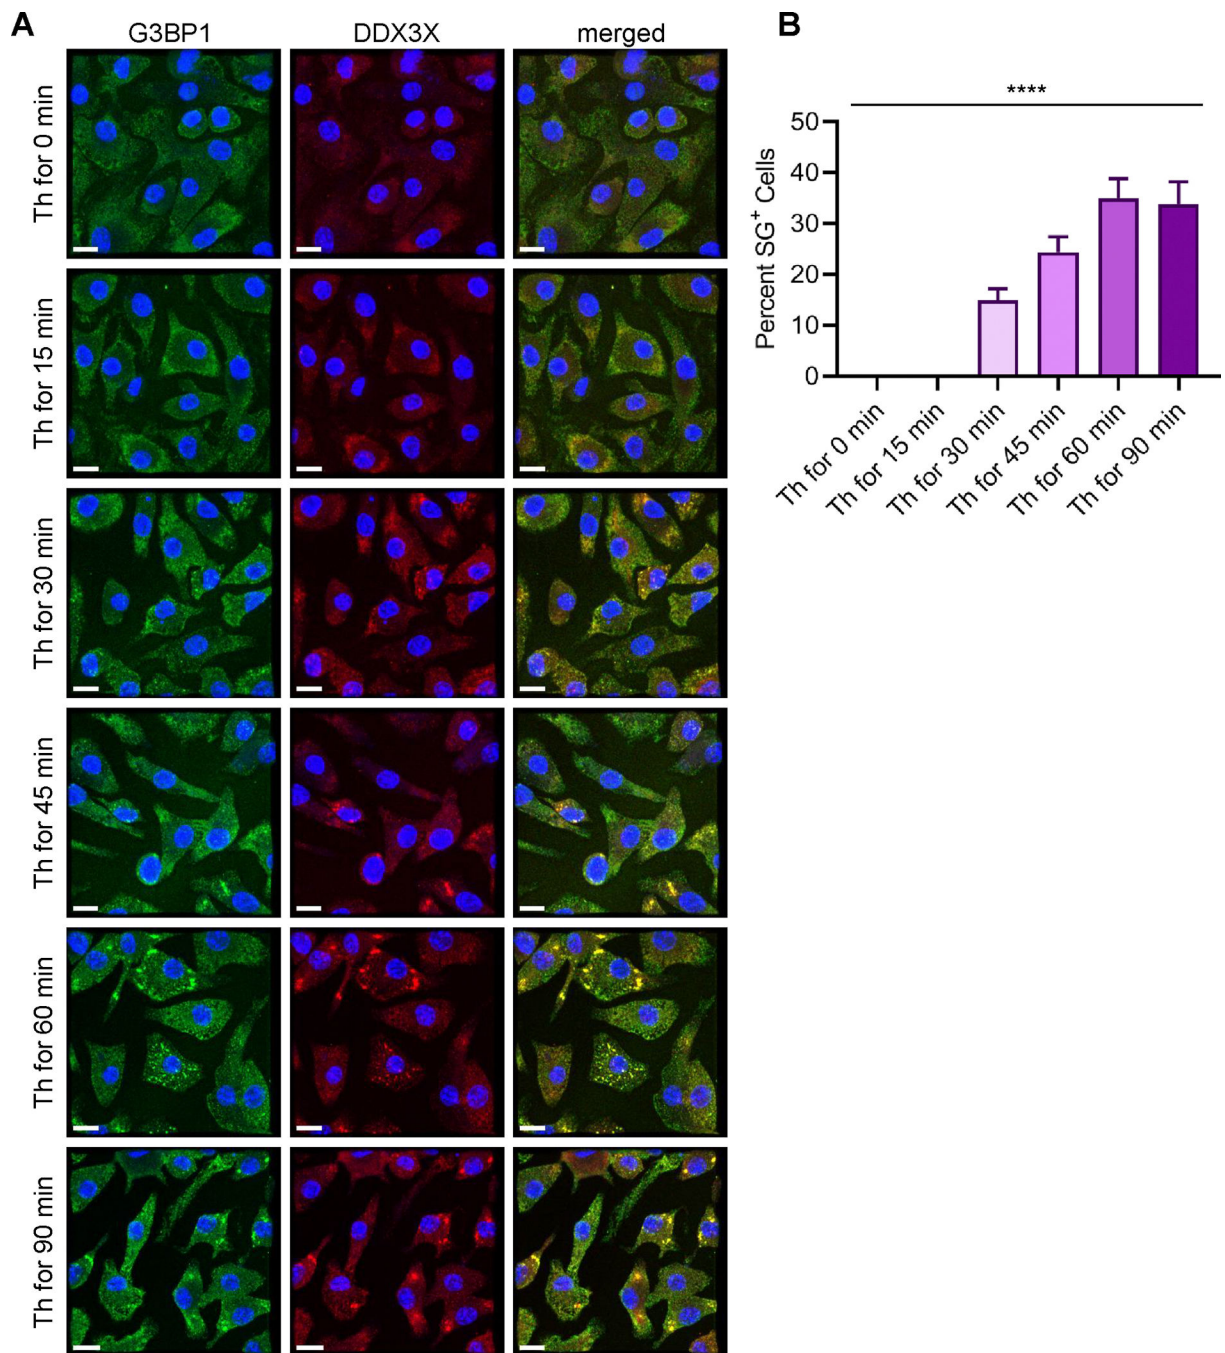 A
G3BP1
DDX3X
merged
Th for 0 min
Th for 15 min
Th for 30 min
Th for 45 min
Th for 60 min
Th for 90 min
B
****
Percent SG⁺ Cells
50
40
30
20
10
0
Th for 0 min
Th for 15 min
Th for 30 min
Th for 45 min
Th for 60 min
Th for 90 min